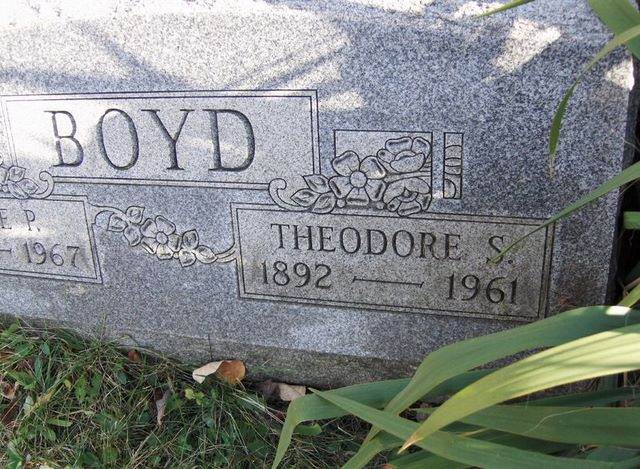 BOYD
E P.
1967
THEODORE S.
1892 — 1961